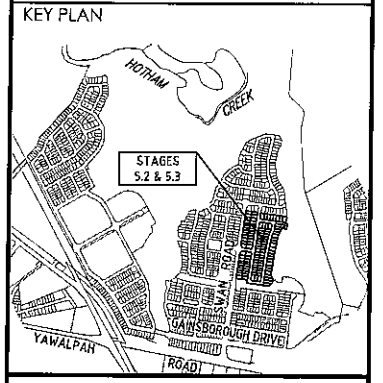 KEY PLAN
HOTHAM
CREEK
STAGES
5.2 & 5.3
SWAN ROAD
GAINSBOROUGH DRIVE
YAWALPAH
ROAD